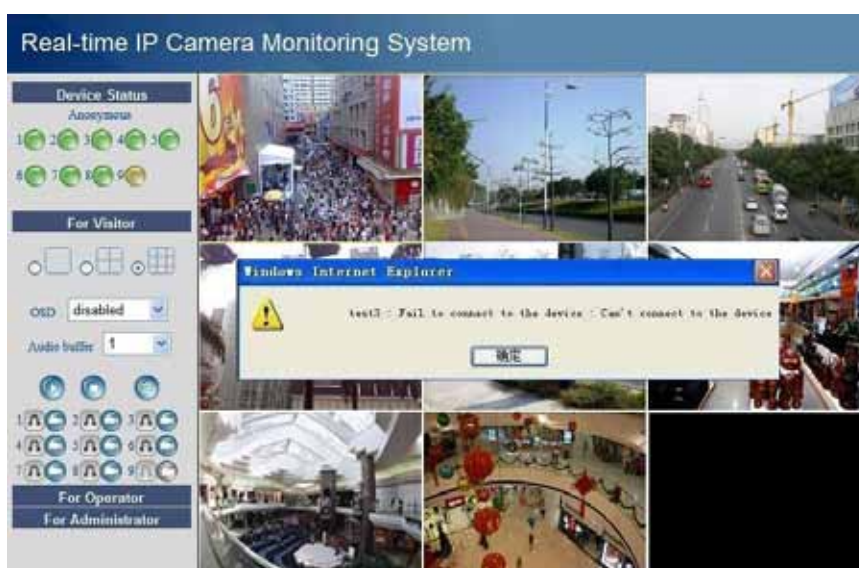 Real-time IP Camera Monitoring System
Device Status
Anonymous
1 2 3 4 5
6 7 8 9
For Visitor
OSD disabled
Audio buffer 1
1 2 3
4 5 6
7 8 9
For Operator
For Administrator
Windows Internet Explorer
: Fail to connect to the device : Can't connect to the device
确定
6